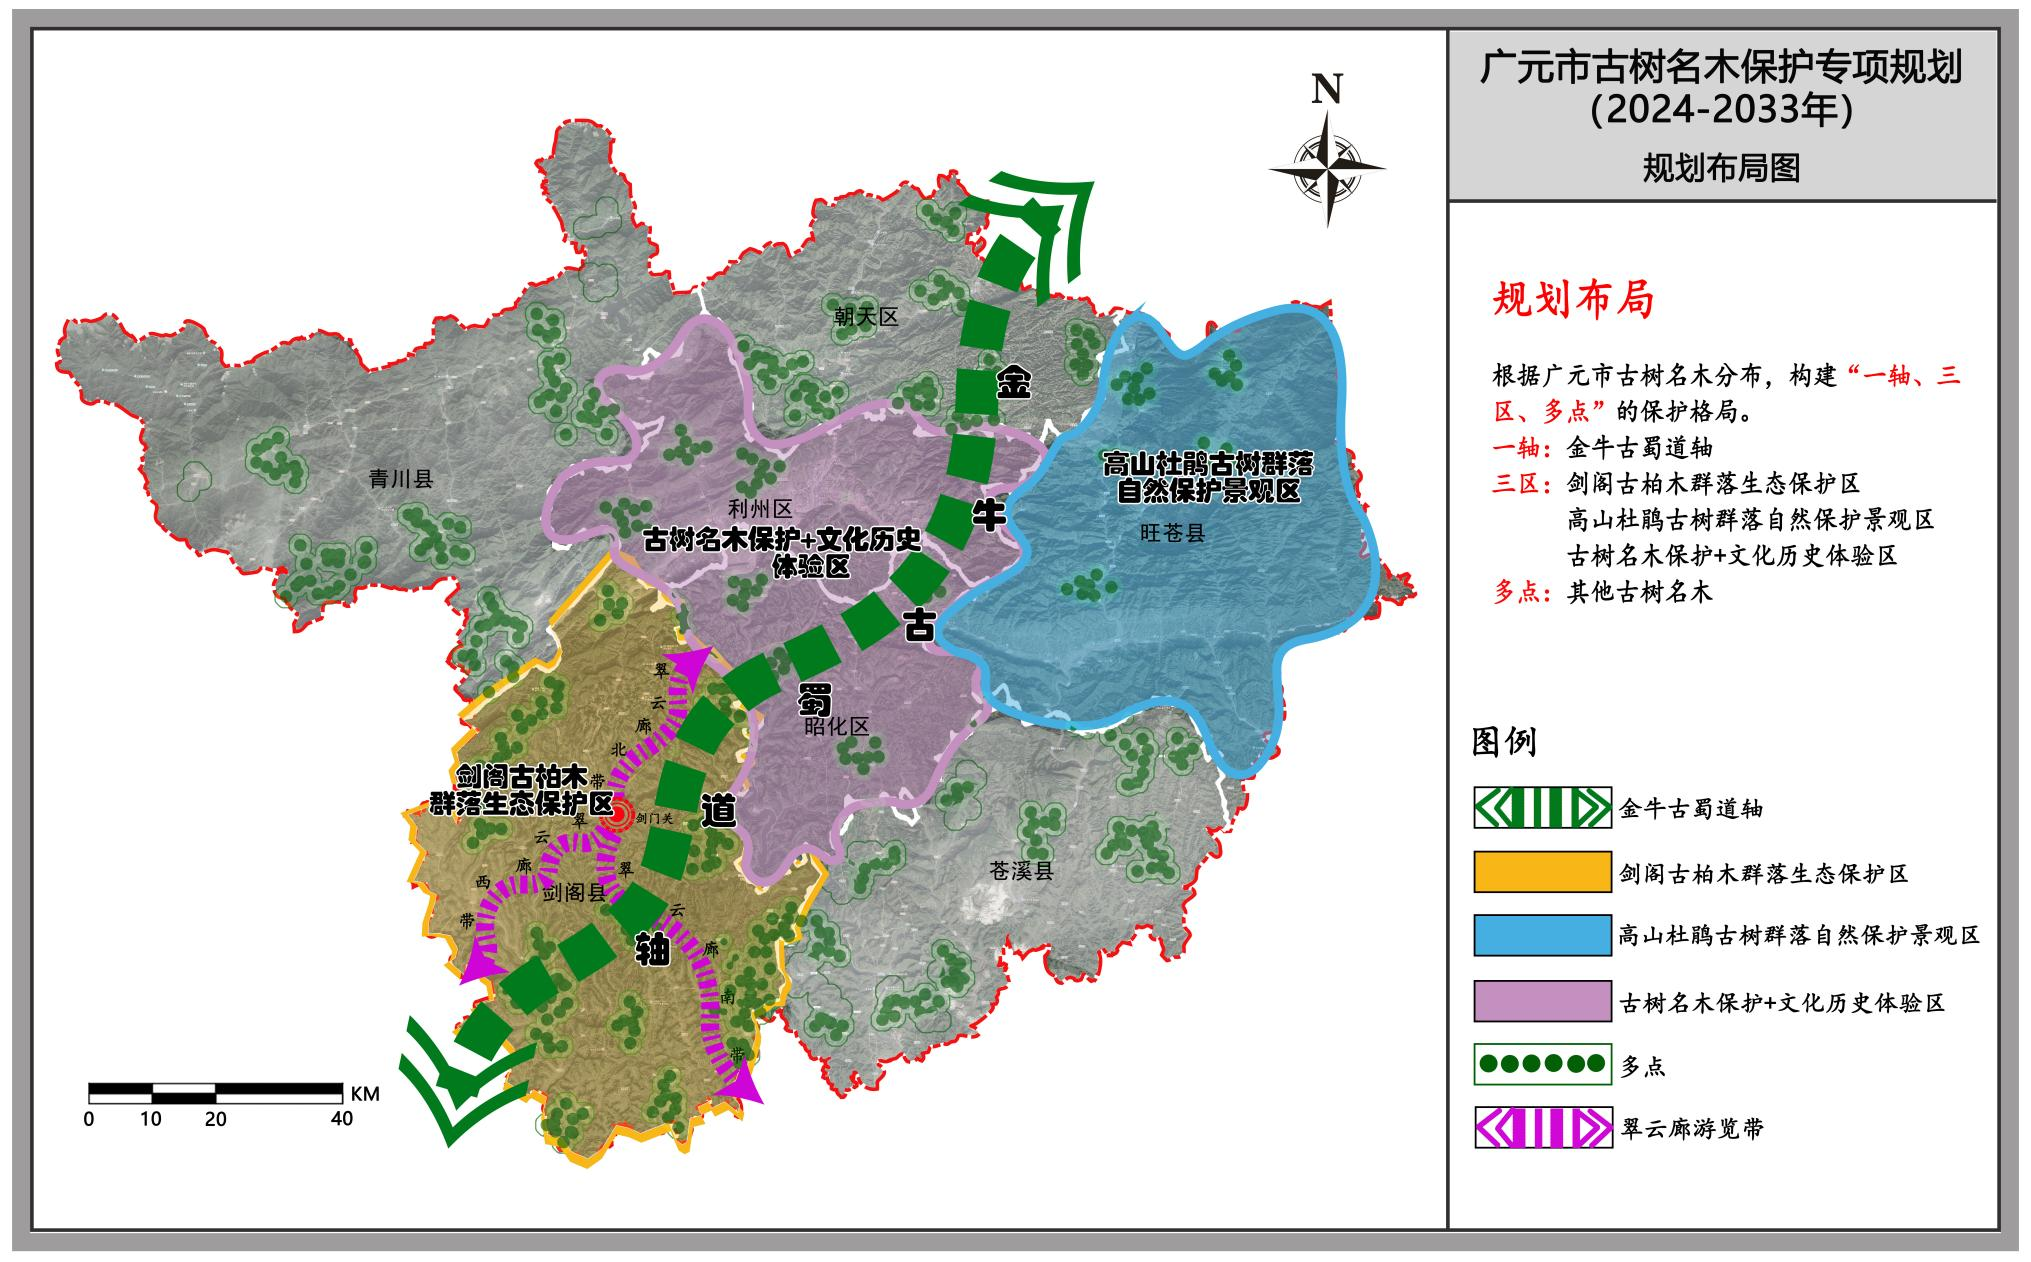 广元市古树名木保护专项规划
(2024-2033年)
规划布局图
N
规划布局
根据广元市古树名木分布，构建“一轴、三
区、多点”的保护格局。
一轴：金牛古蜀道轴
三区：剑阁古柏木群落生态保护区
高山杜鹃古树群落自然保护景观区
古树名木保护+文化历史体验区
多点：其他古树名木
图例
金牛古蜀道轴
剑阁古柏木群落生态保护区
高山杜鹃古树群落自然保护景观区
古树名木保护+文化历史体验区
多点
翠云廊游览带
朝天区
青川县
利州区
旺苍县
昭化区
剑阁县
苍溪县
高山杜鹃古树群落
自然保护景观区
古树名木保护+文化历史
体验区
剑阁古柏木
群落生态保护区
剑门关
金
牛
古
蜀
道
轴
翠
云
廊
北
带
翠
云
廊
西
带
翠
云
廊
南
带
KM
0 10 20 40